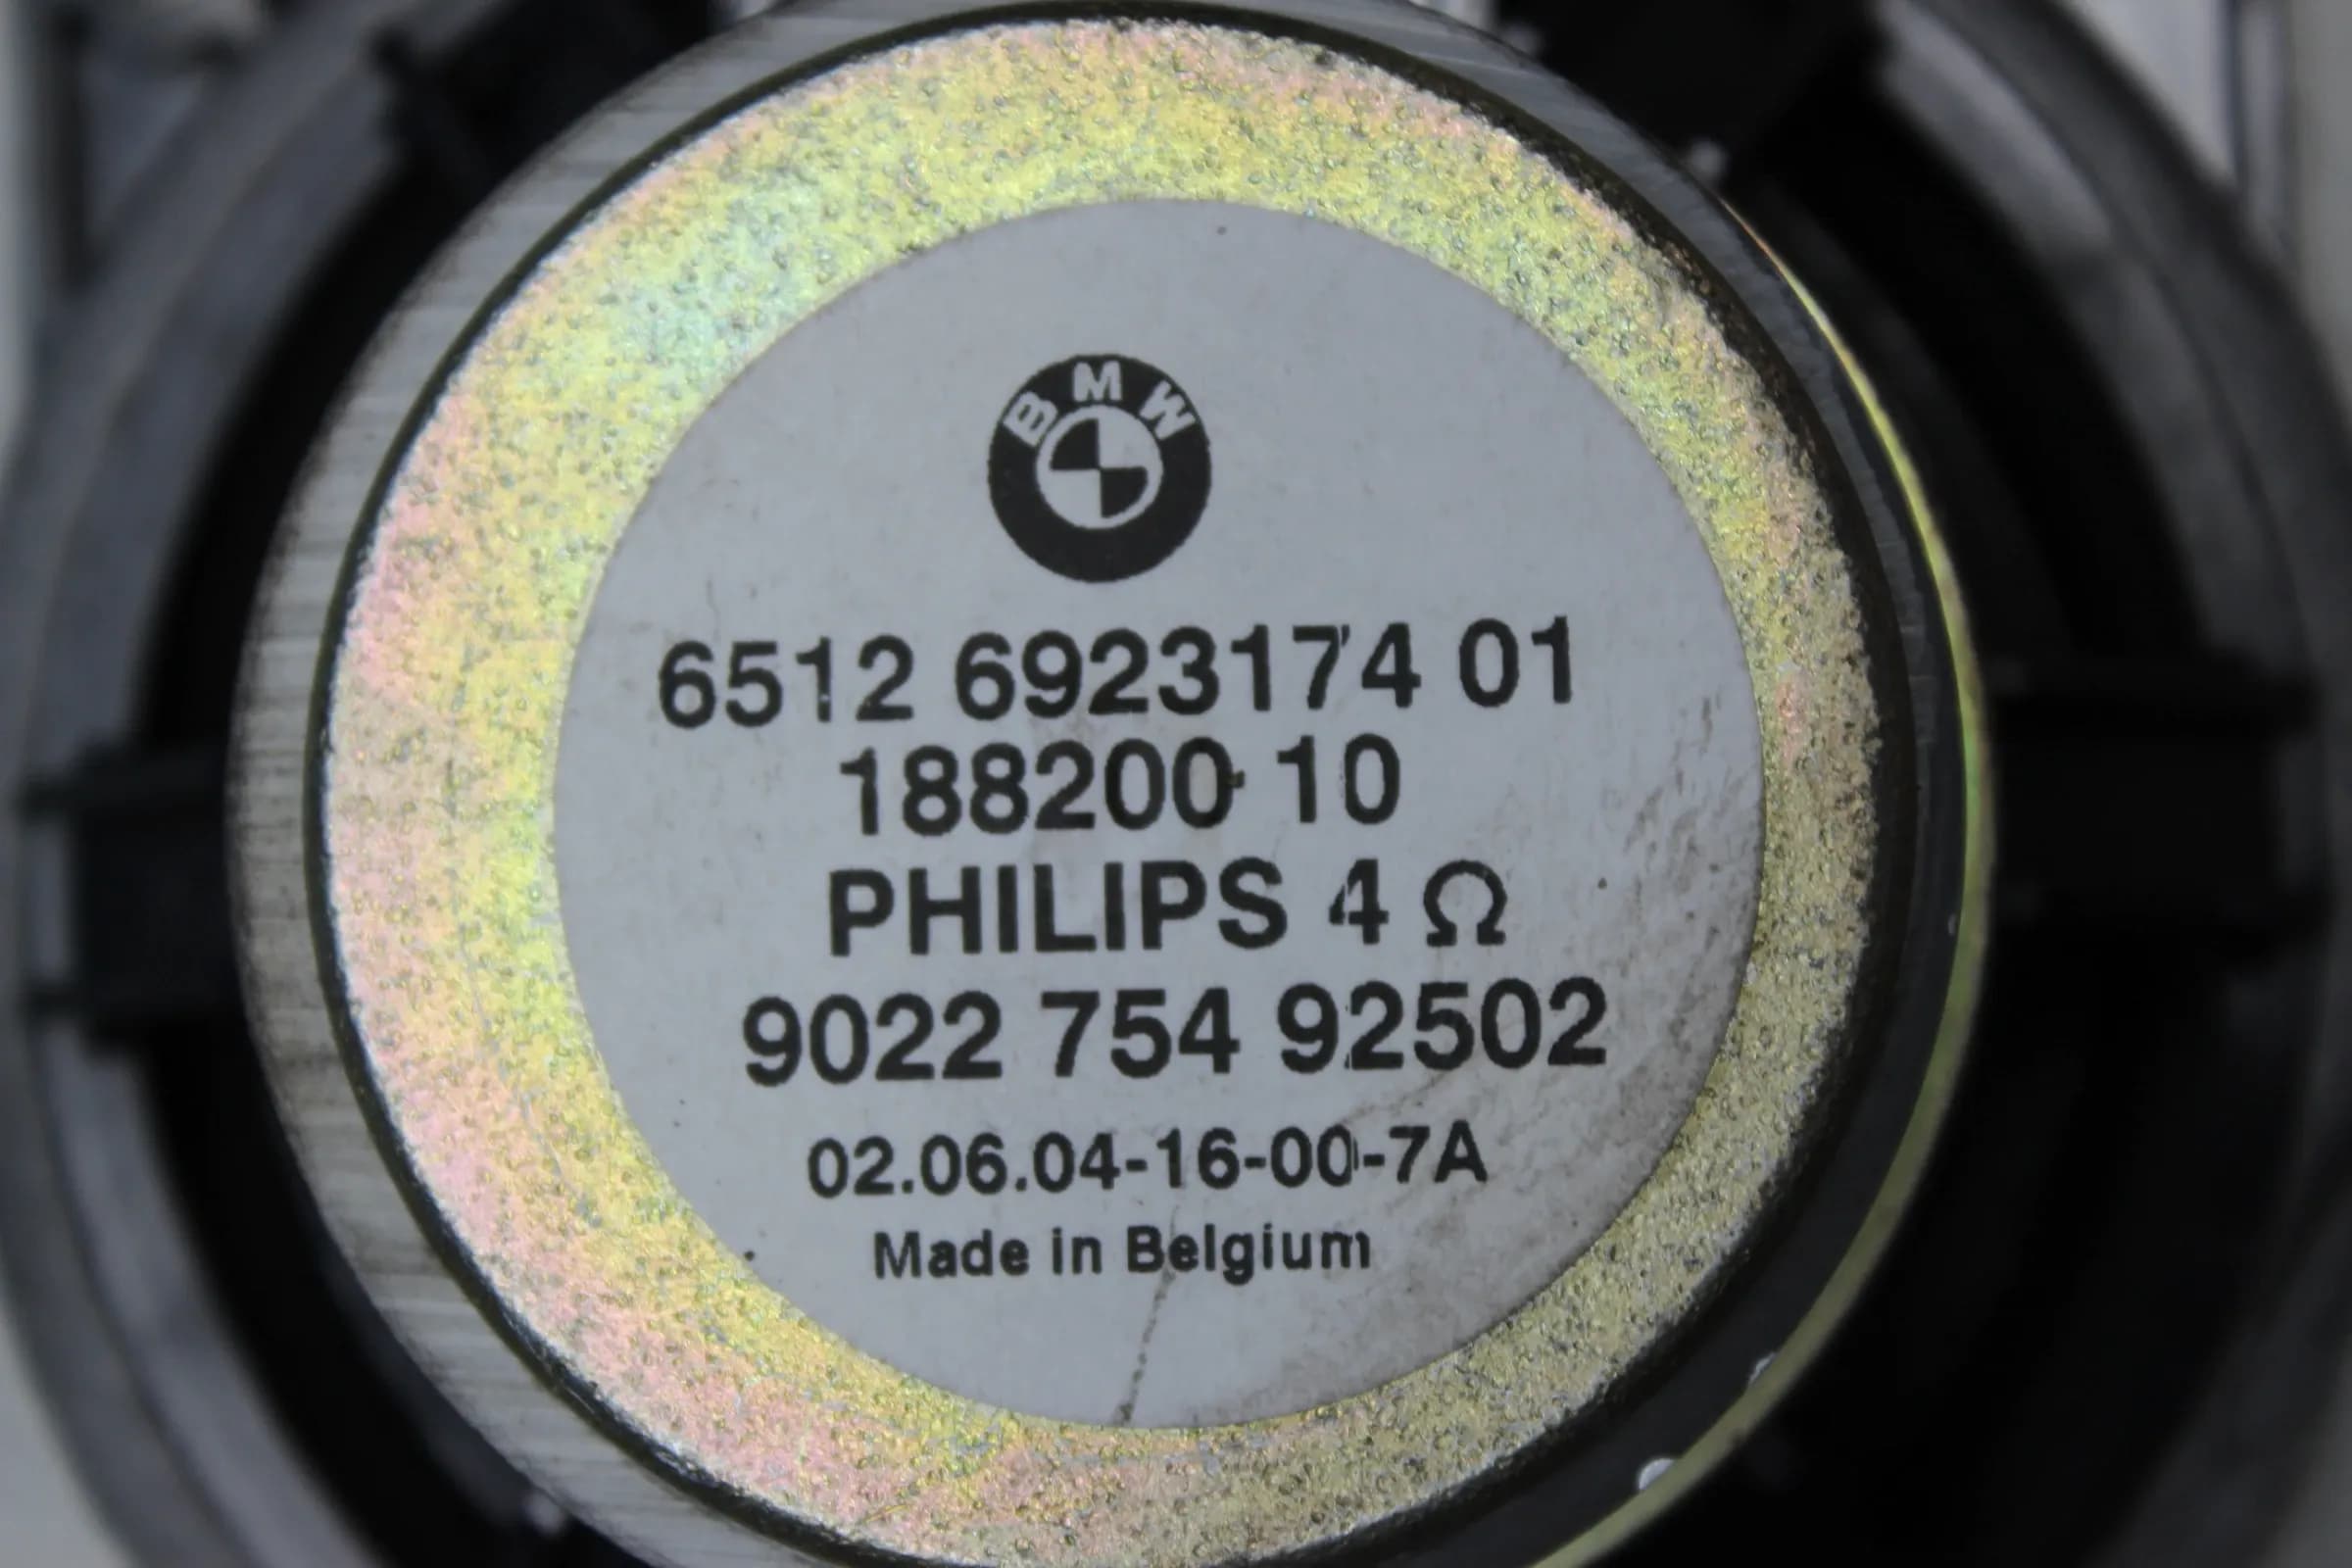 BMW
6512 6923174 01
188200 10
PHILIPS 4 Ω
9022 754 92502
02.06.04-16-00-7A
Made in Belgium